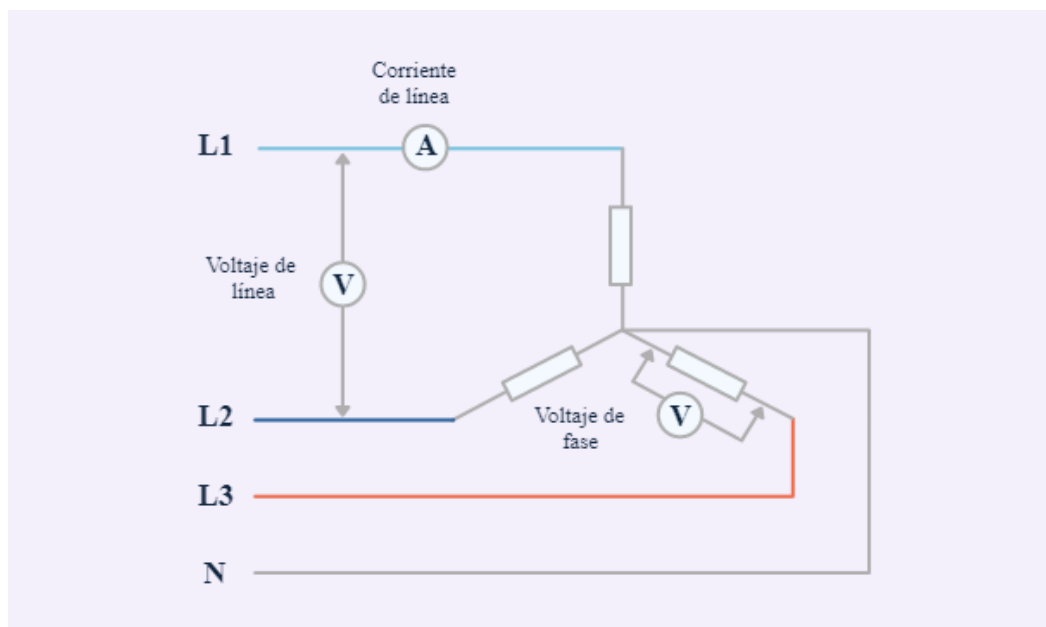 Corriente
de línea
L1
A
Voltaje de
línea
V
L2
Voltaje de
fase
V
L3
N